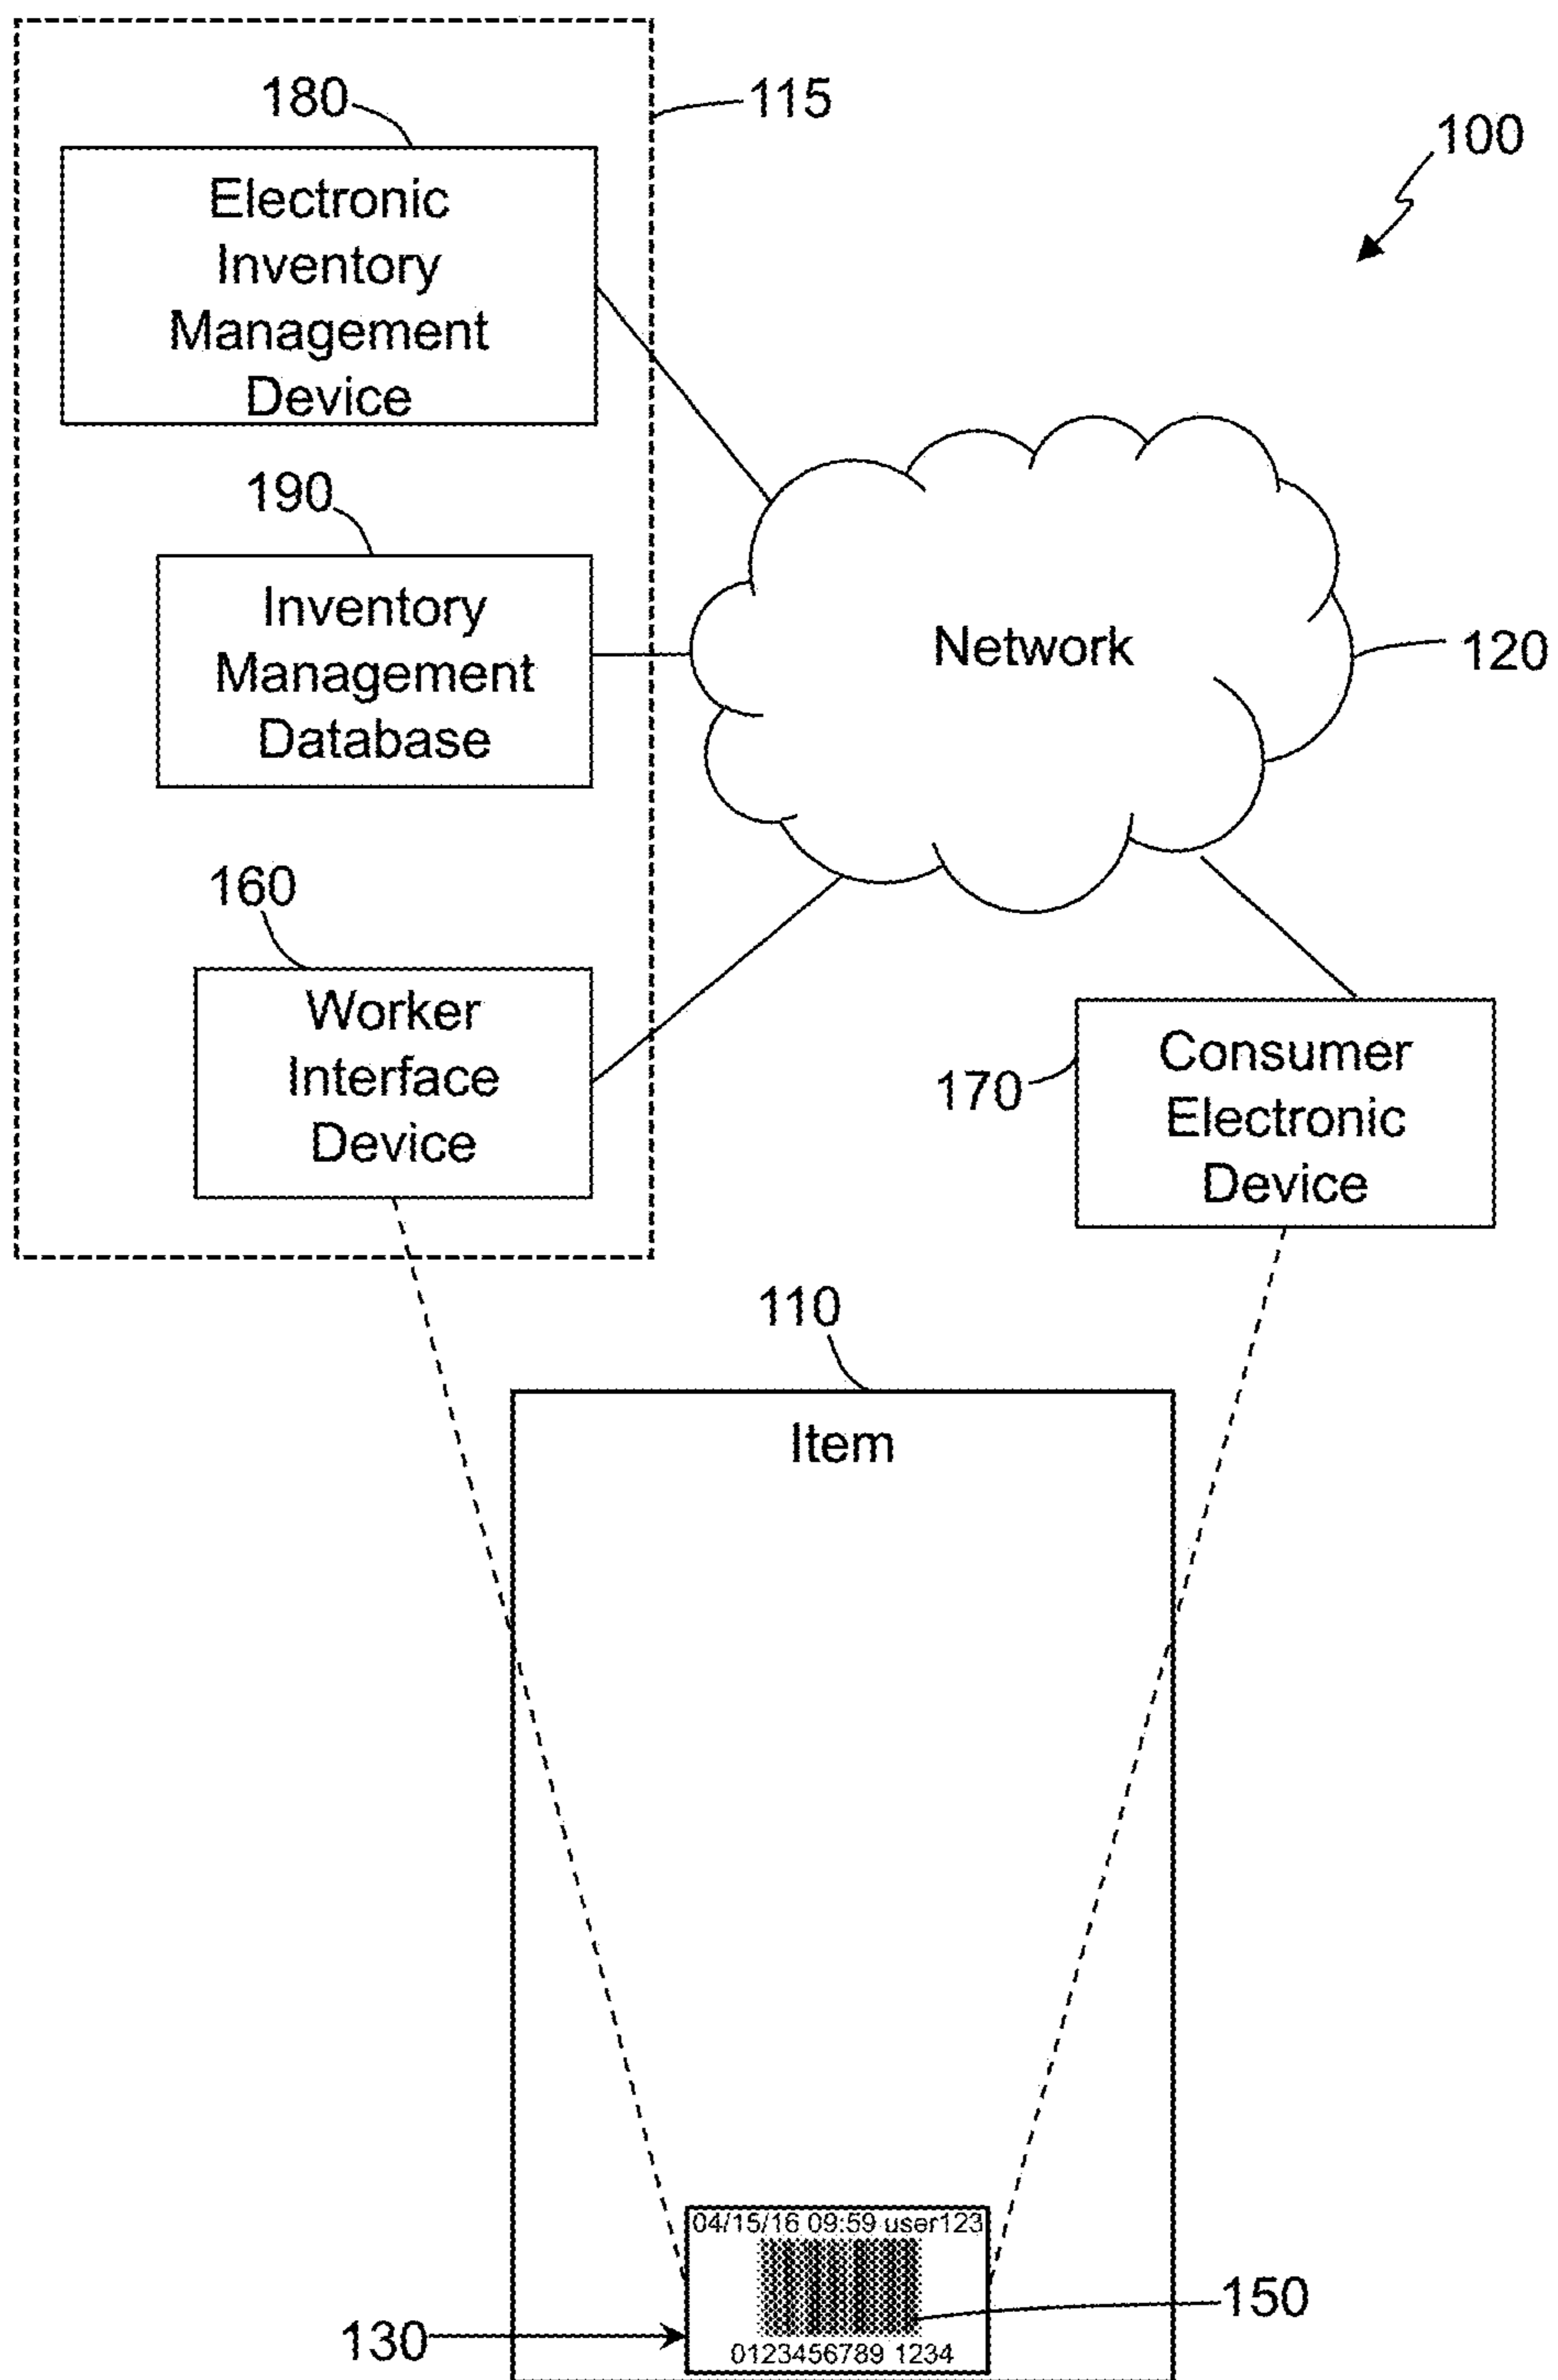 180
115
100
Electronic
Inventory
Management
Device
190
Inventory
Management
Database
Network
120
160
Worker
Interface
Device
170
Consumer
Electronic
Device
110
Item
04/15/16 09:59 user123
150
130
0123456789 1234